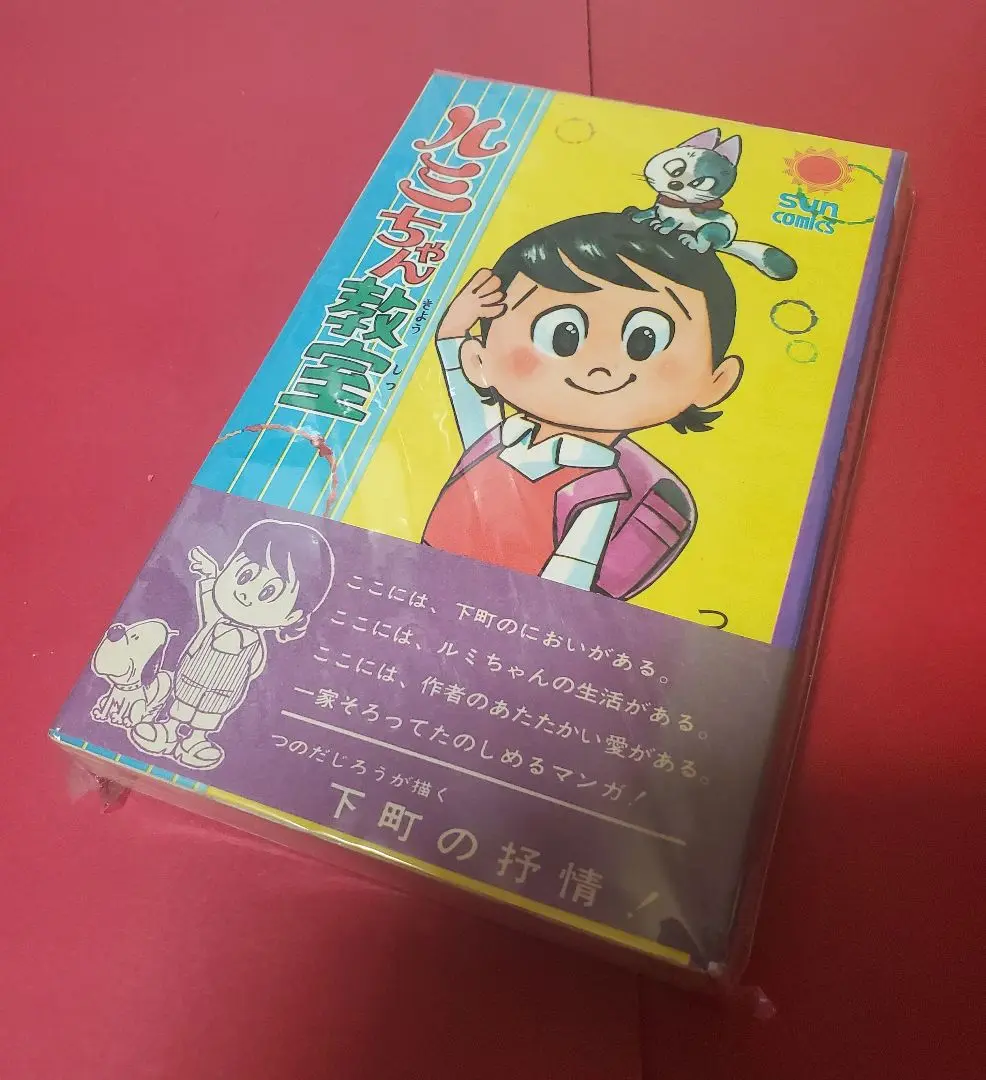 ルミちゃん
教室
きょうしつ
sun
comics
つ
ここには、下町のにおいがある。
ここには、ルミちゃんの生活がある。
ここには、作者のあたたかい愛がある。
一家そろってたのしめるマンガ！
つのだじろうが描く
下町の抒情！